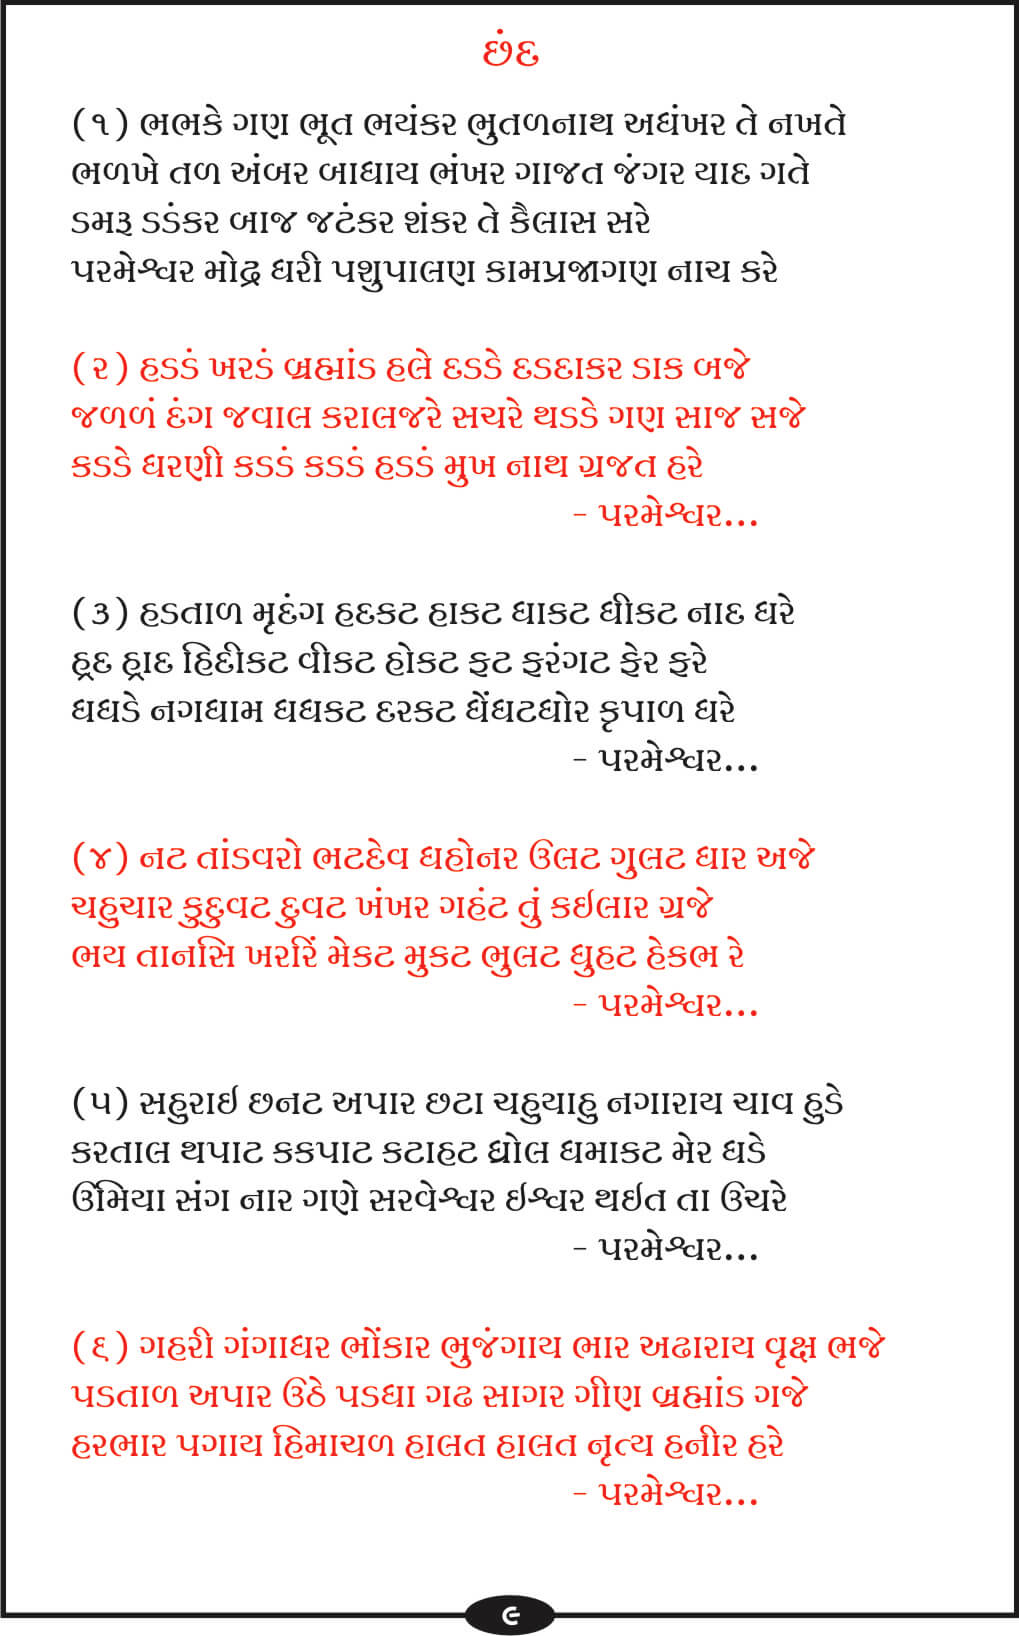 છંદ
(૧) ભભકે ગણ ભૂત ભયંકર ભુતળનાથ અધંખર તે નખતે
ભળખે તળ અંબર બાધાય ભંખર ગાજત જંગર યાદ ગતે
ડમરૂ ડડંકર બાજ જટંકર શંકર તે કૈલાસ સરે
પરમેશ્વર મોદ્ર ધરી પશુપાલણ કામપ્રજાગણ નાચ કરે
(૨) હડડં ખરડં બ્રહ્માંડ હલે દડડે દડદાકર ડાક બજે
જળળં દંગ જવાલ કરાલજરે સચરે થડડે ગણ સાજ સજે
કડડે ધરણી કડડં કડડં હડડં મુખ નાથ ગ્રજત હરે
- પરમેશ્વર...
(૩) હડતાળ મૃદંગ હદકટ હાકટ ધાકટ ધીકટ નાદ ધરે
હ્રદ હ્રાદ હિદીકટ વીકટ હોકટ ફટ ફરંગટ ફેર ફરે
ધધડે નગધામ ધધકટ દરકટ ધેંધટધોર કૃપાળ ધરે
- પરમેશ્વર...
(૪) નટ તાંડવરો ભટદેવ ધહોનર ઉલટ ગુલટ ધાર અજે
ચહુચાર કુદુવટ દુવટ ખંખર ગહંટ તું કઇલાર ગ્રજે
ભય તાનસિ ખરરિં મેકટ મુકટ ભુલટ ધુહટ હેકભ રે
- પરમેશ્વર...
(૫) સહુરાઇ છનટ અપાર છટા ચહુયાહુ નગારાય ચાવ હુડે
કરતાલ થપાટ કકપાટ કટાહટ ધ્રોલ ધમાકટ મેર ધડે
ઉમિયા સંગ નાર ગણે સરવેશ્વર ઈશ્વર થઇત તા ઉચરે
- પરમેશ્વર...
(૬) ગહરી ગંગાધર ભોંકાર ભુજંગાય ભાર અઢારાય વૃક્ષ ભજે
પડતાળ અપાર ઉઠે પડધા ગઢ સાગર ગીણ બ્રહ્માંડ ગજે
હરભાર પગાય હિમાચળ હાલત હાલત નૃત્ય હનીર હરે
- પરમેશ્વર...
૯